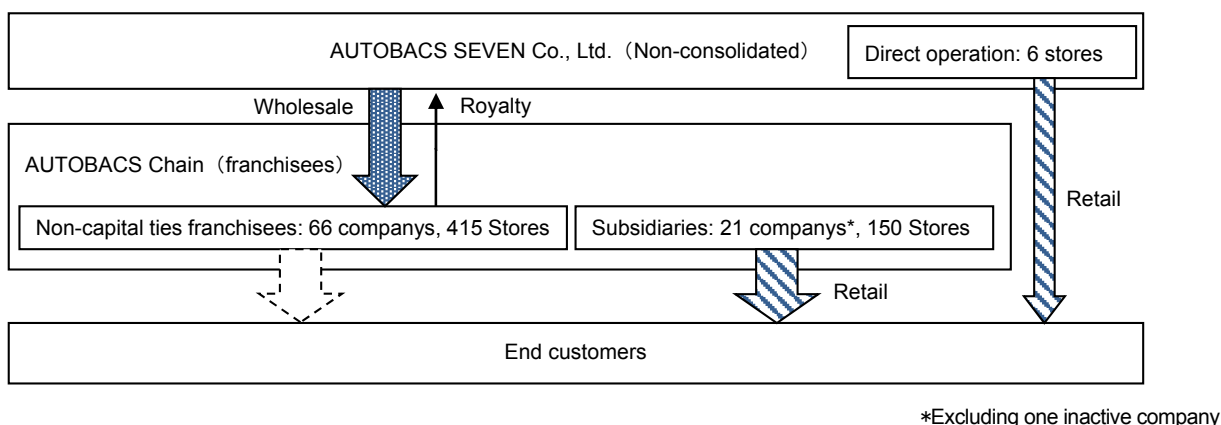 AUTOBACS SEVEN Co., Ltd.（Non-consolidated）
Direct operation: 6 stores
Wholesale
Royalty
AUTOBACS Chain（franchisees）
Retail
Non-capital ties franchisees: 66 companys, 415 Stores
Subsidiaries: 21 companys*, 150 Stores
Retail
End customers
*Excluding one inactive company